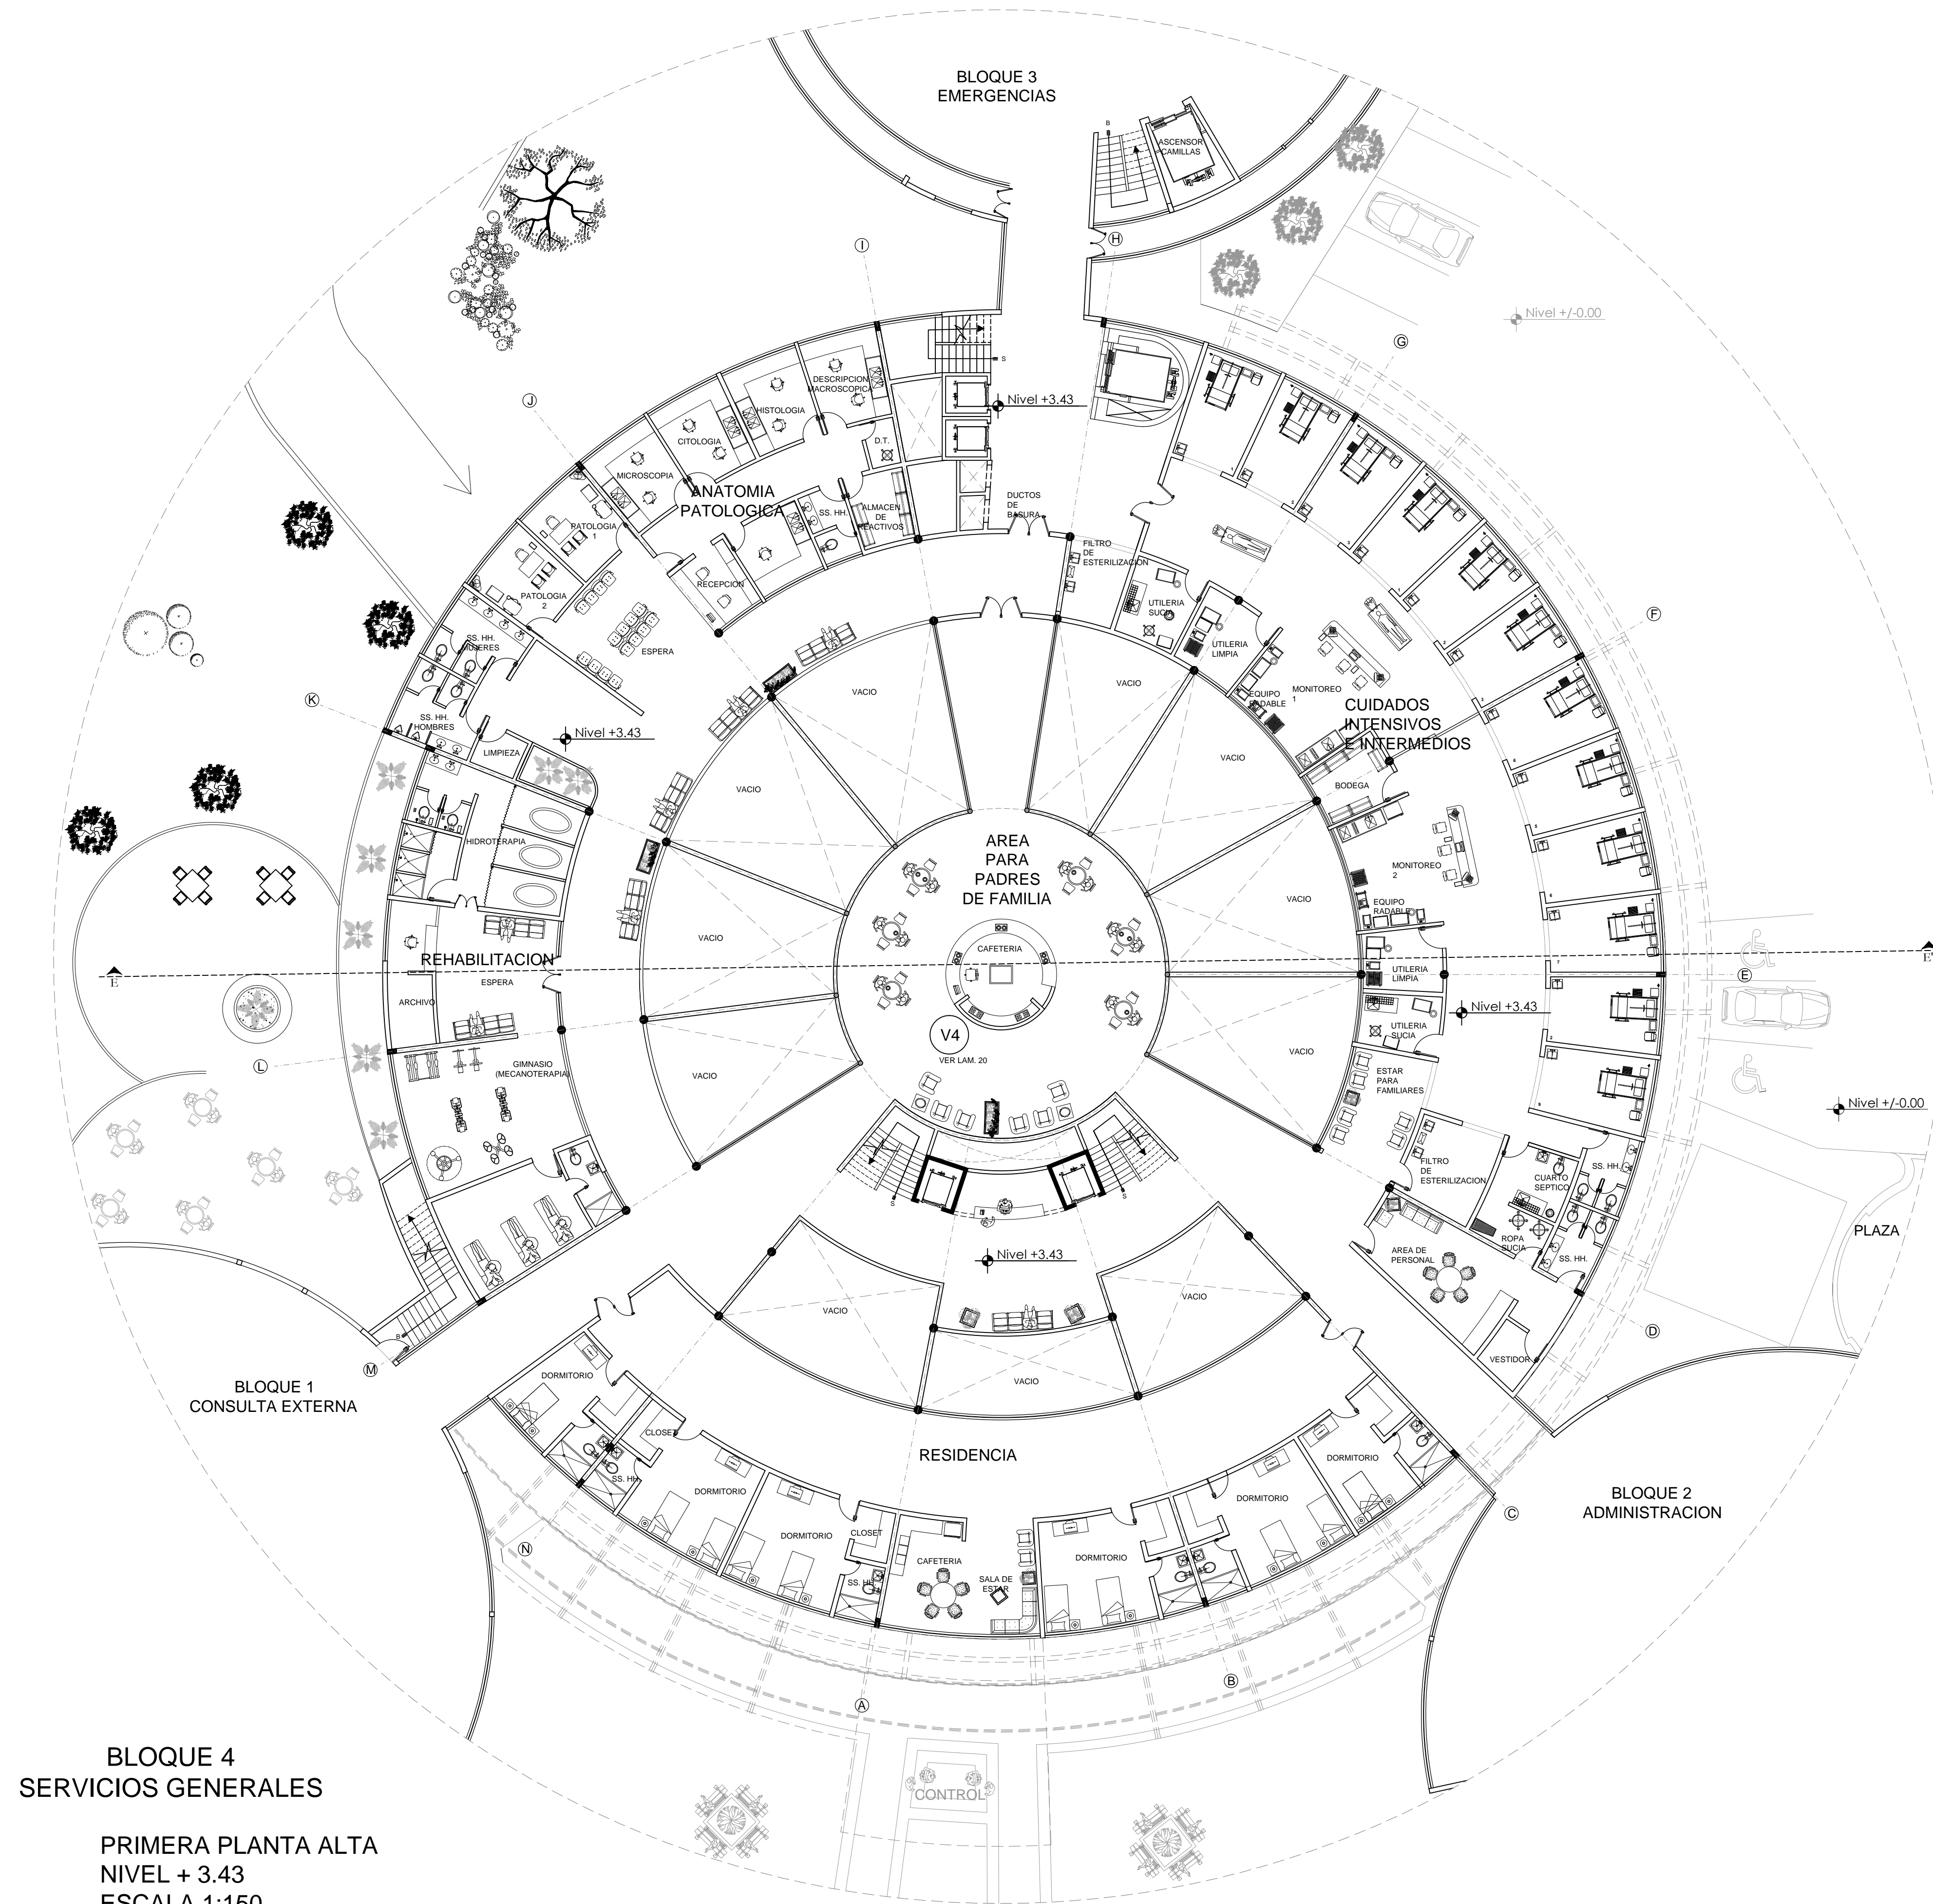 BLOQUE 3
EMERGENCIAS
B
ASCENSOR
CAMILLAS
H
I
G
Nivel +/-0.00
S
DESCRIPCION
MACROSCOPICA
HISTOLOGIA
Nivel +3.43
J
CITOLOGIA
D.T.
MICROSCOPIA
ANATOMIA
PATOLOGICA
DUCTOS
DE
BASURA
SS. HH.
ALMACEN
DE
REACTIVOS
PATOLOGIA
1
FILTRO
DE
ESTERILIZACION
RECEPCION
PATOLOGIA
2
UTILERIA
SUCIA
F
SS. HH.
MUJERES
ESPERA
UTILERIA
LIMPIA
VACIO
VACIO
EQUIPO
RADABLE
MONITOREO
1
CUIDADOS
INTENSIVOS
E INTERMEDIOS
K
SS. HH.
HOMBRES
Nivel +3.43
LIMPIEZA
VACIO
VACIO
BODEGA
HIDROTERAPIA
AREA
PARA
PADRES
DE FAMILIA
MONITOREO
2
VACIO
EQUIPO
RADABLE
VACIO
CAFETERIA
REHABILITACION
E
E'
E
ESPERA
UTILERIA
LIMPIA
ARCHIVO
Nivel +3.43
V4
UTILERIA
SUCIA
VER LAM. 20
VACIO
L
GIMNASIO
(MECANOTERAPIA)
VACIO
ESTAR
PARA
FAMILIARES
Nivel +/-0.00
FILTRO
DE
ESTERILIZACION
CUARTO
SEPTICO
SS. HH.
S
S
PLAZA
ROPA
SUCIA
AREA DE
PERSONAL
SS. HH.
Nivel +3.43
VACIO
VACIO
D
B
M
VESTIDOR
BLOQUE 1
CONSULTA EXTERNA
DORMITORIO
VACIO
CLOSET
RESIDENCIA
DORMITORIO
SS. HH.
DORMITORIO
DORMITORIO
BLOQUE 2
ADMINISTRACION
C
DORMITORIO
CLOSET
N
CAFETERIA
DORMITORIO
SS. HH.
SALA DE
ESTAR
B
A
BLOQUE 4
SERVICIOS GENERALES
CONTROL
PRIMERA PLANTA ALTA
NIVEL + 3.43
ESCALA 1:150